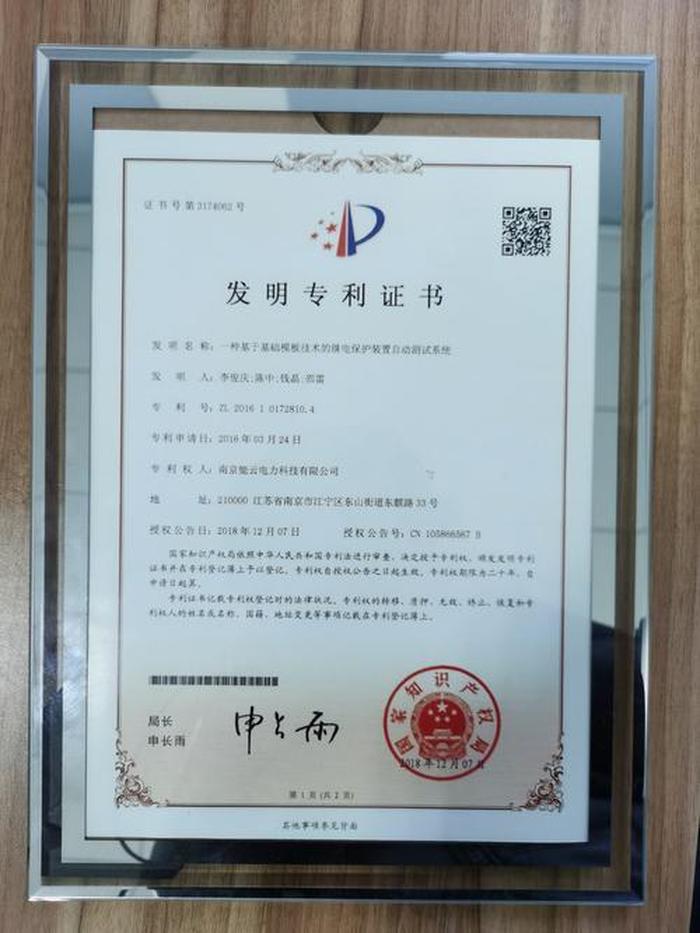 证书号第3174062号
发明专利证书
发明名称：一种基于基础模板技术的继电保护装置自动测试系统
发明人：李俊庆;陈中;钱晶;邵雷
专利号：ZL 2016 1 0172810.4
专利申请日：2016年03月24日
专利权人：南京能云电力科技有限公司
地址：210000 江苏省南京市江宁区东山街道东麒路33号
授权公告日：2018年12月07日 授权公告号：CN 105866567 B
国家知识产权局依照中华人民共和国专利法进行审查，决定授予专利权，颁发发明专利
证书并在专利登记簿上予以登记。专利权自授权公告之日起生效。专利权期限为二十年，自
申请日起算。
专利证书记载专利权登记时的法律状况。专利权的转移、质押、无效、终止、恢复和专
利权人的姓名或名称、国籍、地址变更等事项记载在专利登记簿上。
局长
申长雨
申长雨
国家知识产权局
2018年12月07日
第1页(共2页)
其他事项参见背面